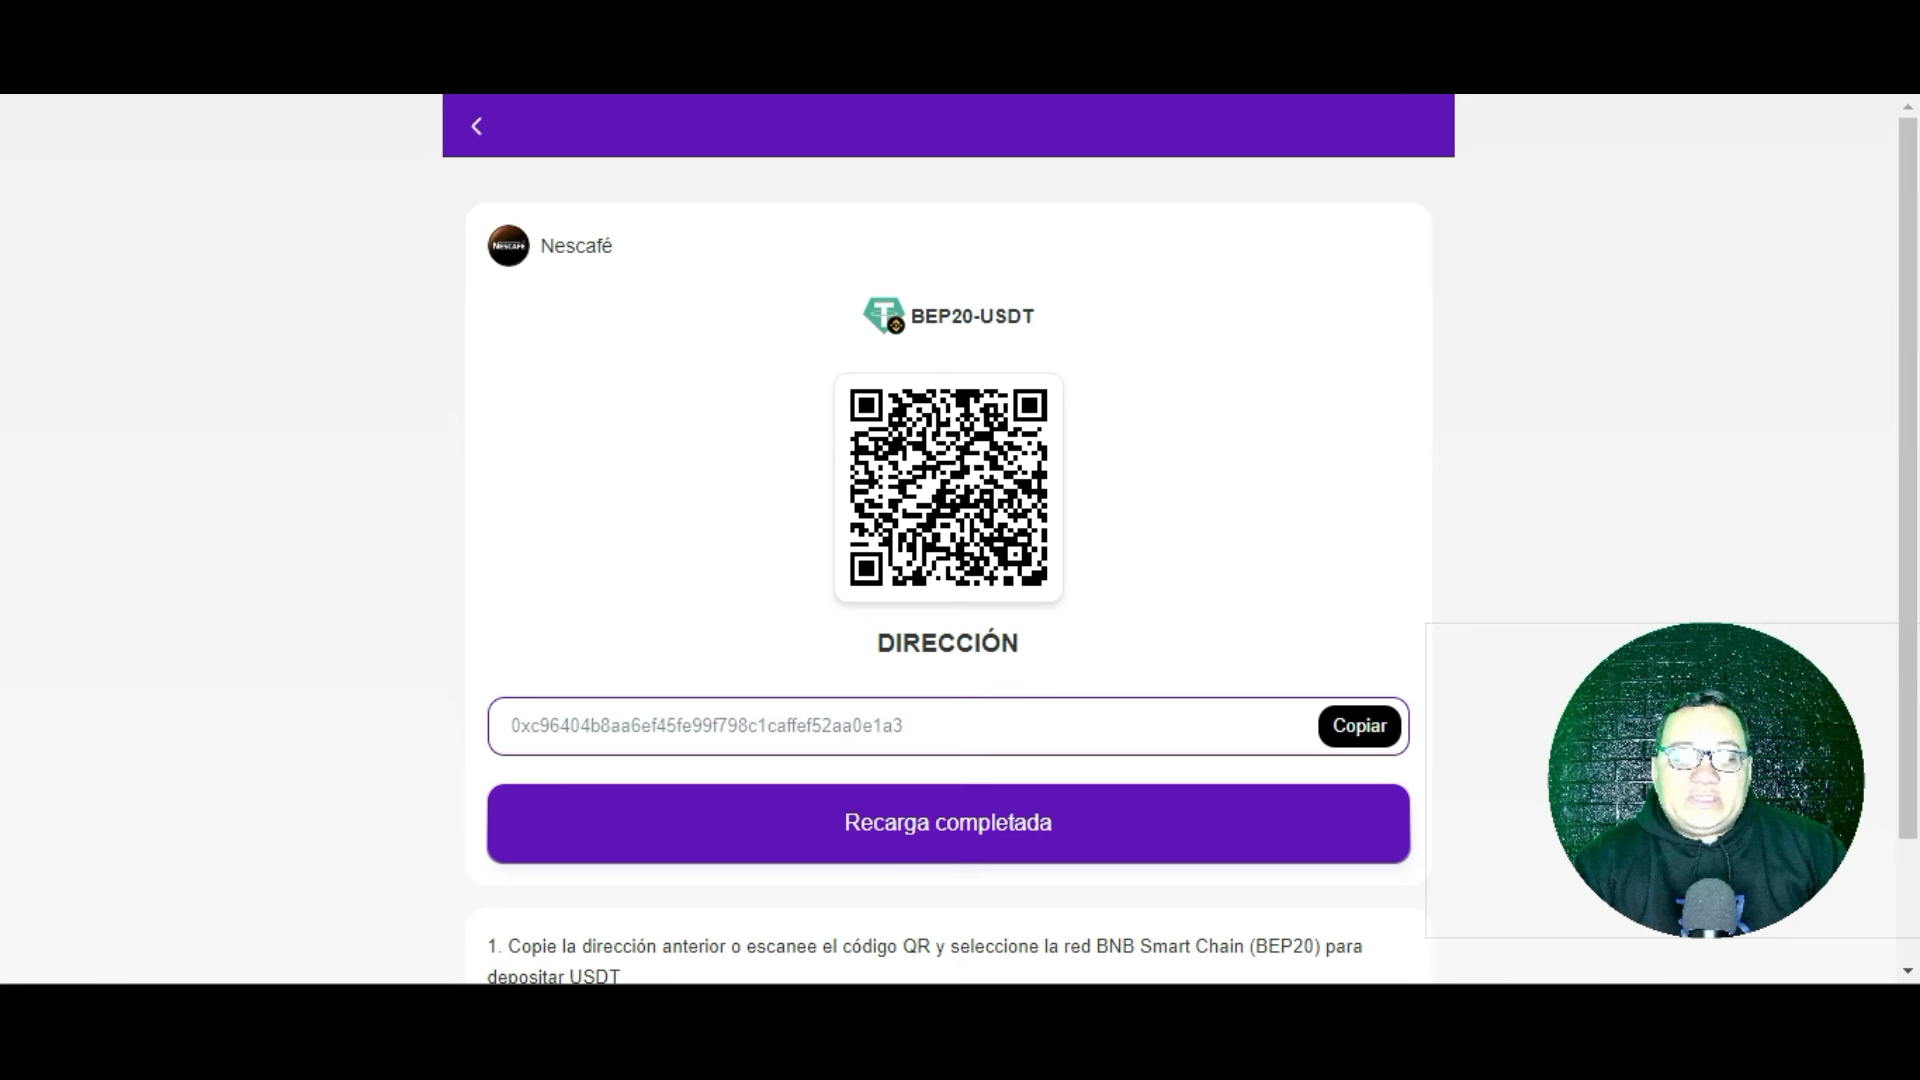 NESCAFÉ
Nescafé
BEP20-USDT
DIRECCIÓN
0xc96404b8aa6ef45fe99f798c1caffef52aa0e1a3
Copiar
Recarga completada
1. Copie la dirección anterior o escanee el código QR y seleccione la red BNB Smart Chain (BEP20) para
depositar USDT